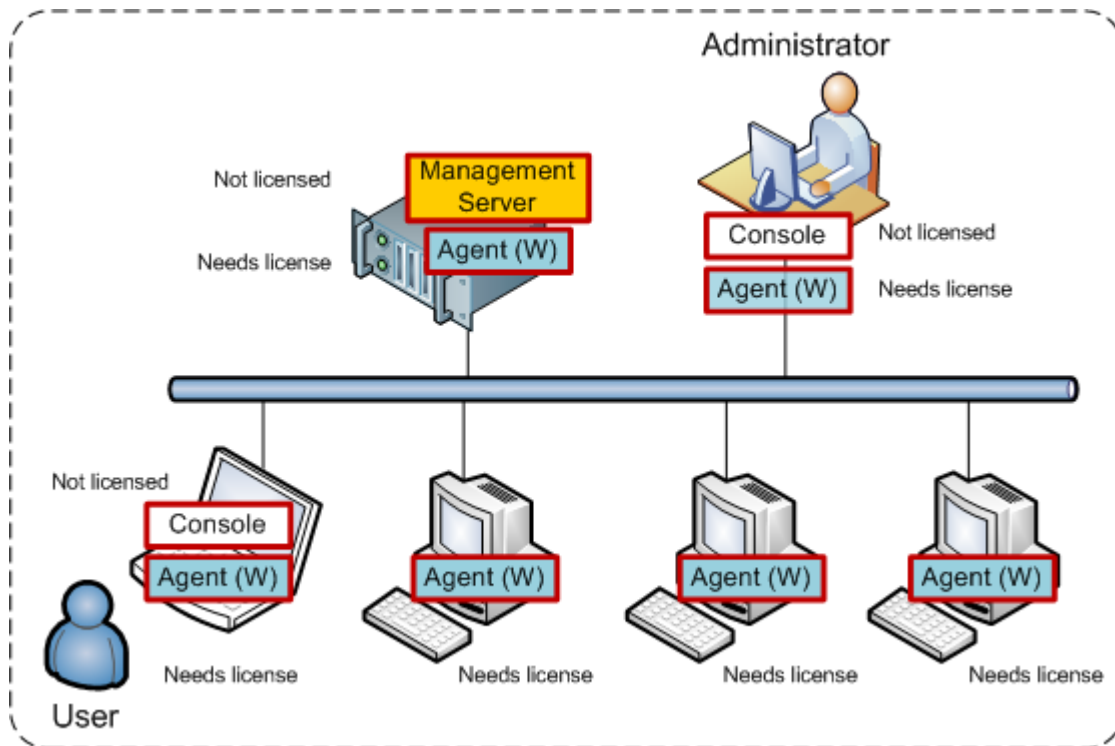 Administrator
Not licensed
Management
Server
Needs license
Agent (W)
Console
Not licensed
Agent (W)
Needs license
Not licensed
Console
Agent (W)
Agent (W)
Agent (W)
Agent (W)
Needs license
Needs license
Needs license
Needs license
User